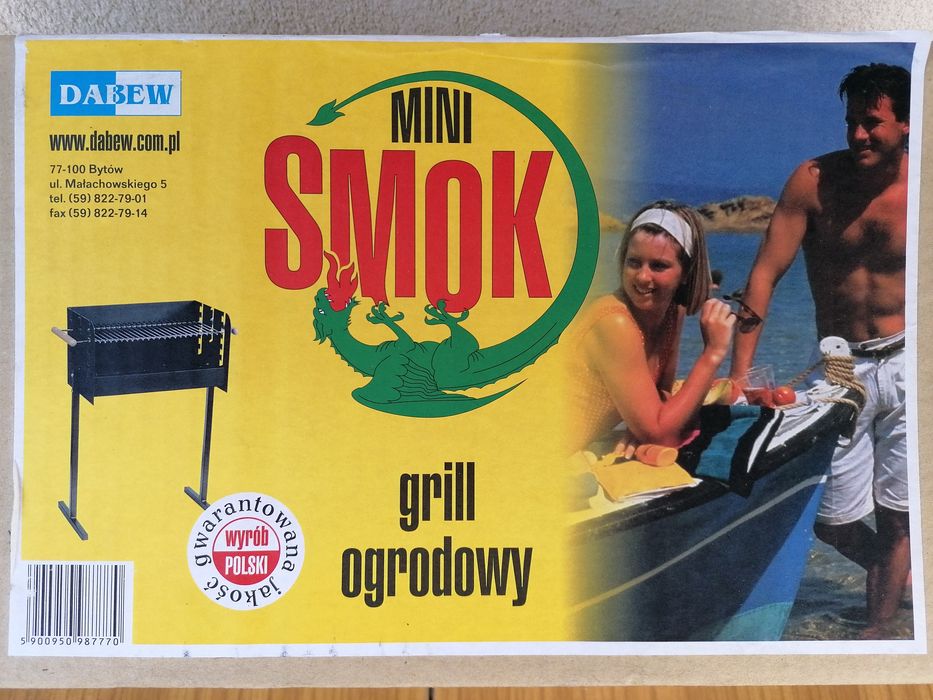 DABEW
www.dabew.com.pl
77-100 Bytów
ul. Małachowskiego 5
tel. (59) 822-79-01
fax (59) 822-79-14
MINI
SMOK
grill
ogrodowy
gwarantowana jakość
wyrób
POLSKI
5 900950 987770